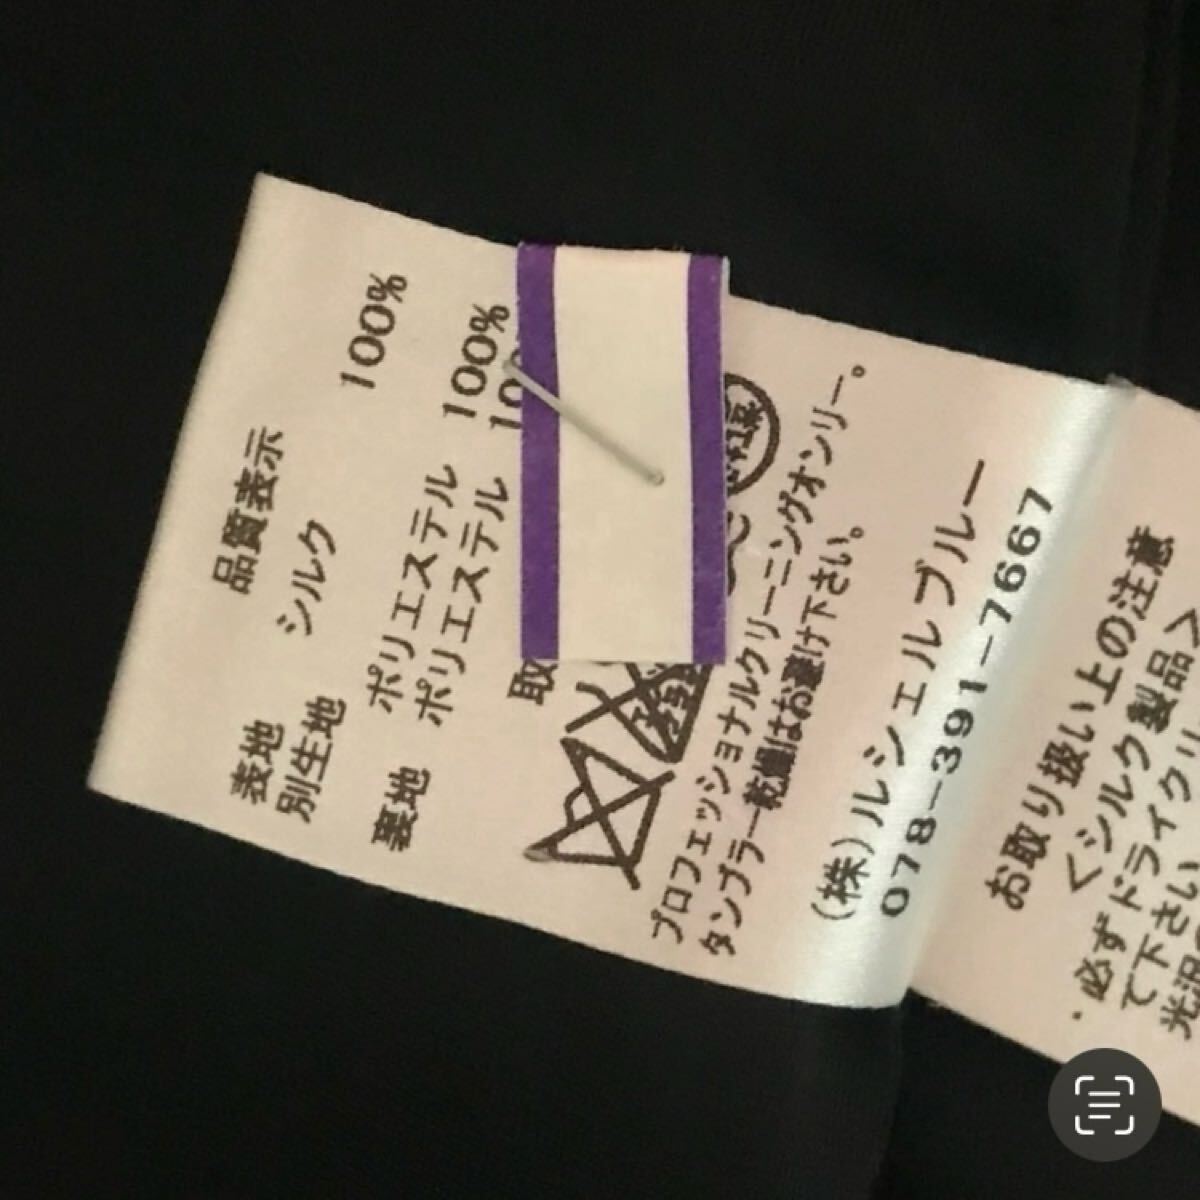 品質表示
表地 シルク 100%
別生地
ポリエステル 100%
裏地 ポリエステル
取
プロフェッショナルクリーニングオンリー。
タンブラー乾燥はお避け下さい。
(株)ルシェルブルー
078-391-7667
お取り扱い上の注意
<シルク製品>
・必ずドライクリ
て下さい
光沢